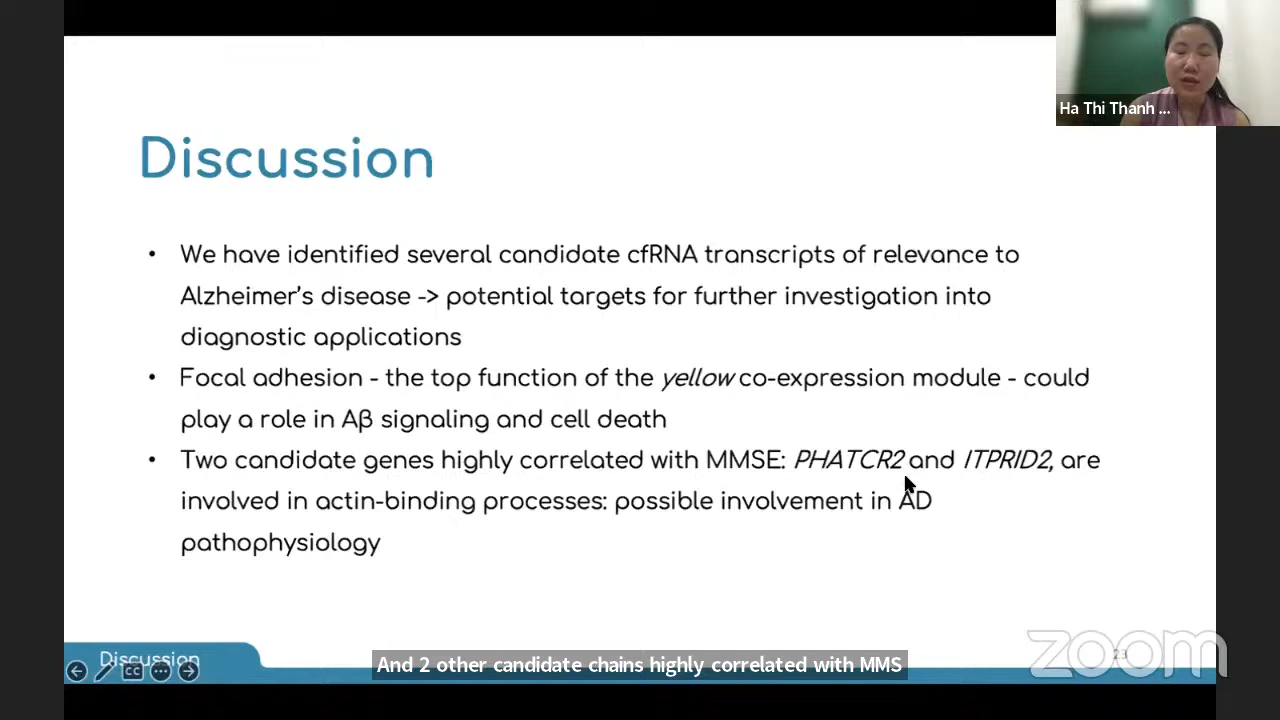 Ha Thi Thanh ...
Discussion
• We have identified several candidate cfRNA transcripts of relevance to
Alzheimer's disease -> potential targets for further investigation into
diagnostic applications
• Focal adhesion - the top function of the yellow co-expression module - could
play a role in Aβ signaling and cell death
• Two candidate genes highly correlated with MMSE: PHATCR2 and ITPRID2, are
involved in actin-binding processes: possible involvement in AD
pathophysiology
Discussion
CC
And 2 other candidate chains highly correlated with MMS
23
zoom